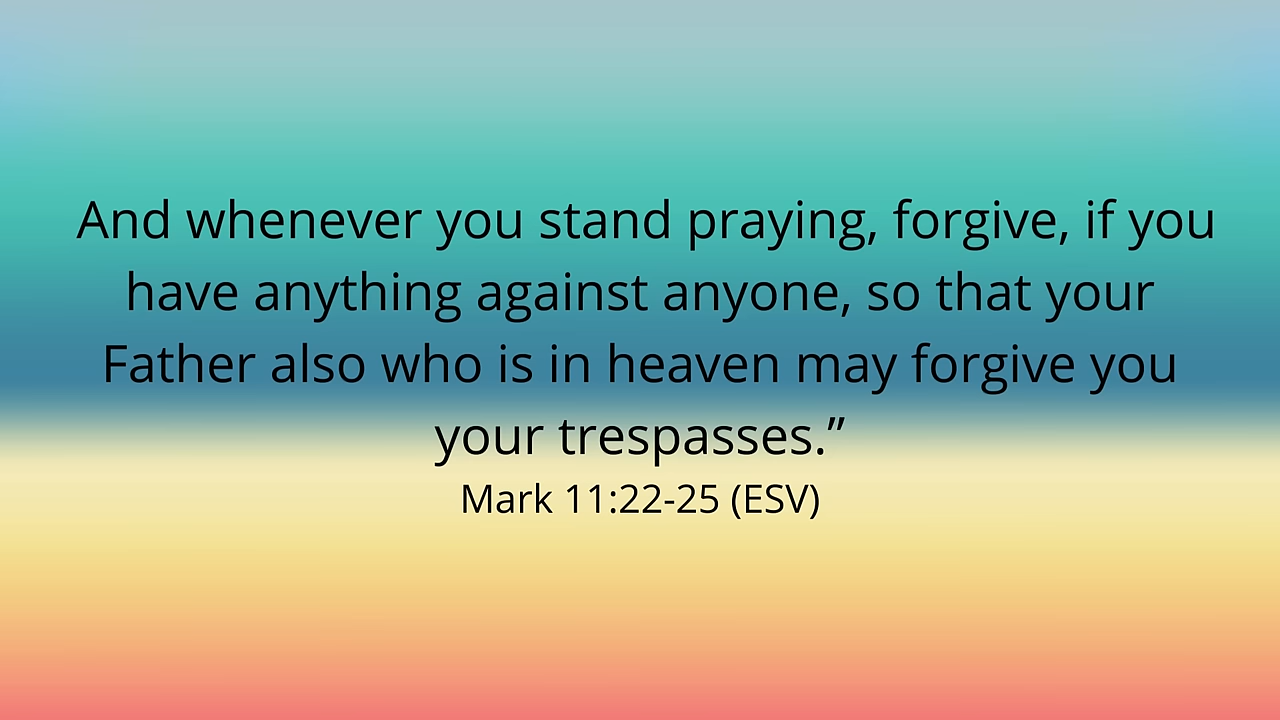 And whenever you stand praying, forgive, if you
have anything against anyone, so that your
Father also who is in heaven may forgive you
your trespasses.”
Mark 11:22-25 (ESV)